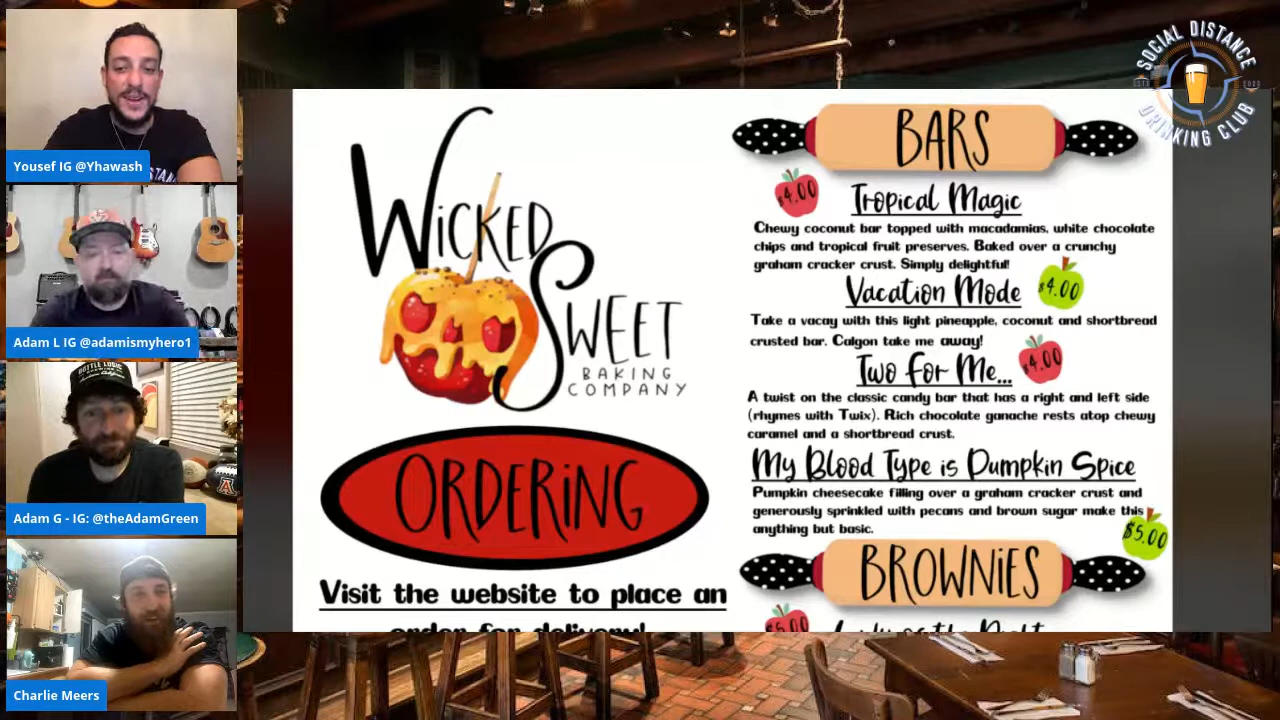 Yousef IG @Yhawash
Adam L IG @adamismyhero1
Adam G - IG: @theAdamGreen
Charlie Meers
SOCIAL DISTANCE
DRINKING CLUB
WICKED
SWEET
BAKING
COMPANY
ORDERING
Visit the website to place an
order for delivery!
BARS
$4.00
Tropical Magic
Chewy coconut bar topped with macadamias, white chocolate
chips and tropical fruit preserves. Baked over a crunchy
graham cracker crust. Simply delightful!
Vacation Mode
$4.00
Take a vacay with this light pineapple, coconut and shortbread
crusted bar. Calgon take me away!
Two For Me...
$4.00
A twist on the classic candy bar that has a right and left side
(rhymes with Twix). Rich chocolate ganache rests atop chewy
caramel and a shortbread crust.
My Blood Type is Pumpkin Spice
Pumpkin cheesecake filling over a graham cracker crust and
generously sprinkled with pecans and brown sugar make this
anything but basic.
$5.00
BROWNIES
$5.00